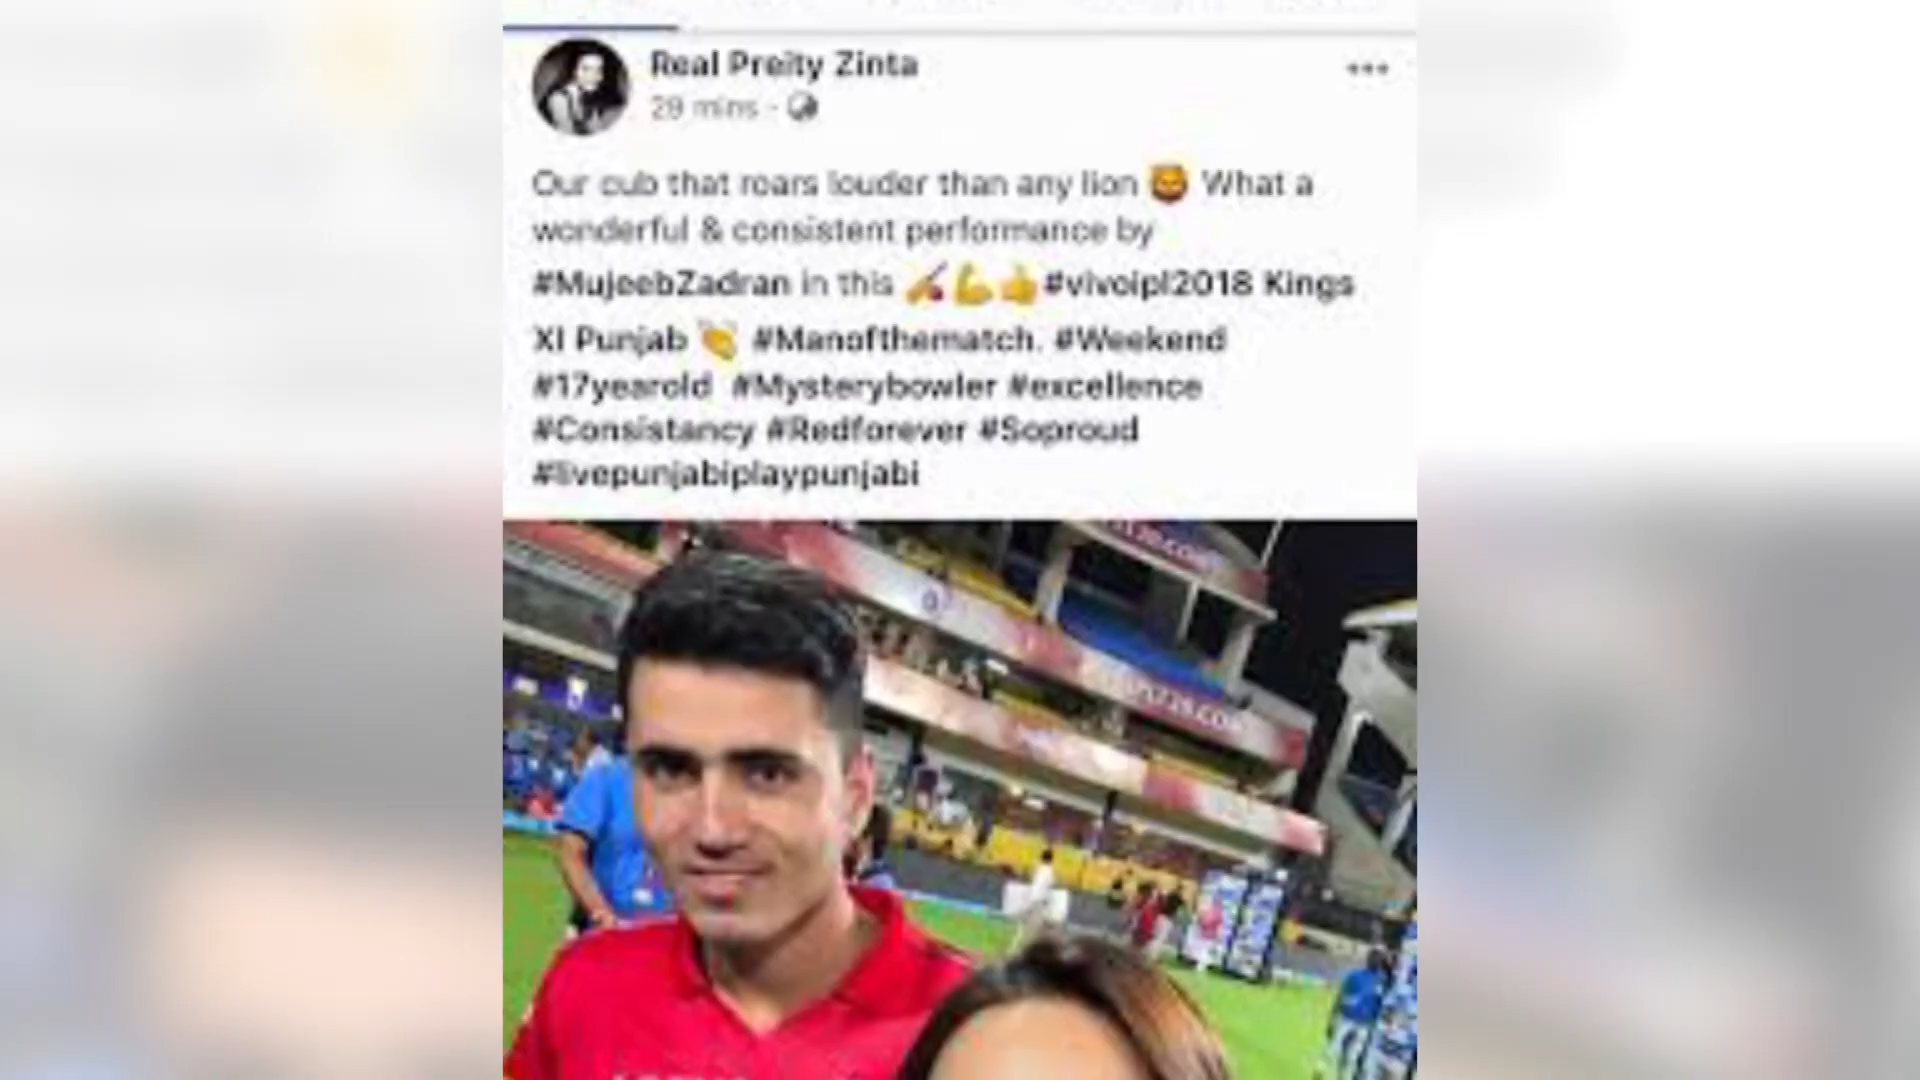 Real Preity Zinta
29 mins ·
Our cub that roars louder than any lion 🦁 What a
wonderful & consistent performance by
#MujeebZadran in this 🏏💪👍#vivoipl2018 Kings
XI Punjab 👏 #Manofthematch. #Weekend
#17yearold #Mysterybowler #excellence
#Consistancy #Redforever #Soproud
#livepunjabiplaypunjabi